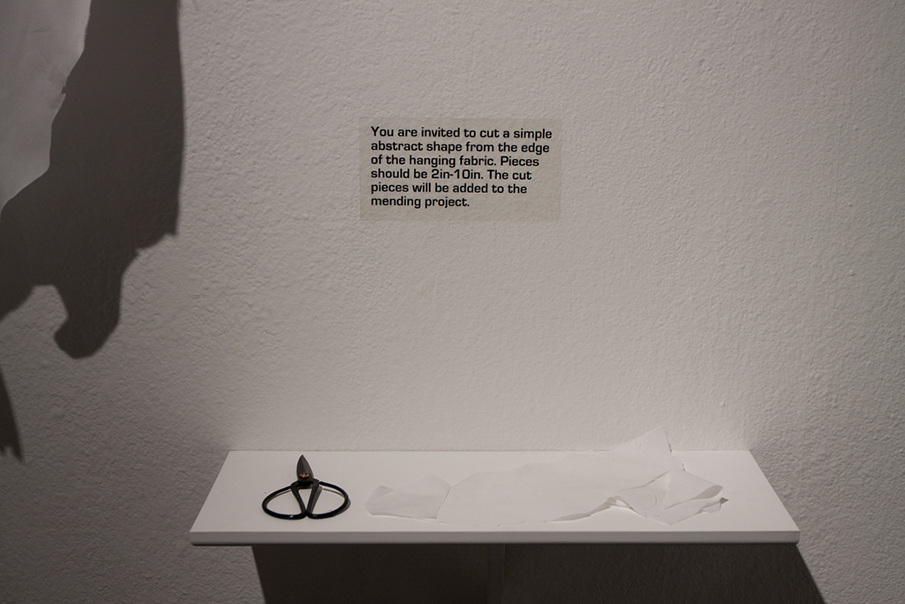 You are invited to cut a simple
abstract shape from the edge
of the hanging fabric. Pieces
should be 2in-10in. The cut
pieces will be added to the
mending project.